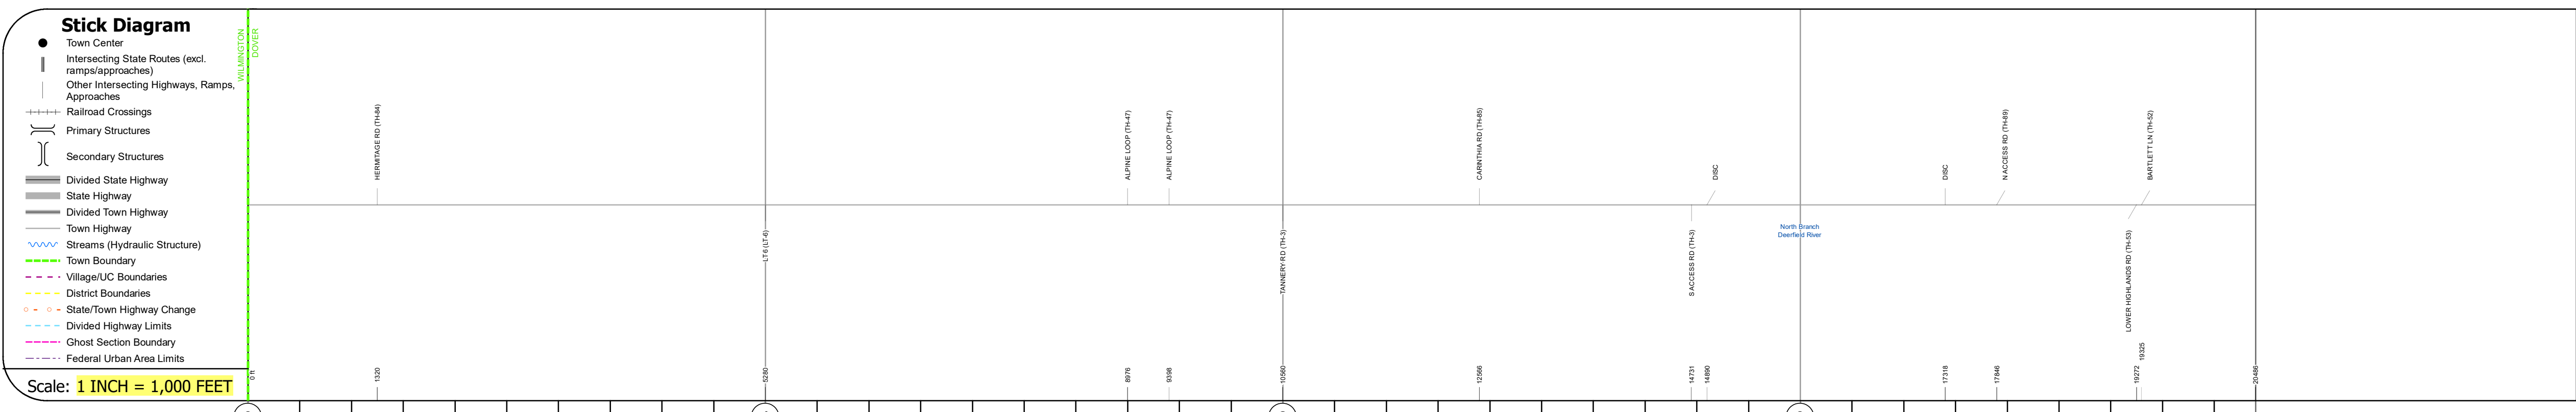 Stick Diagram
Town Center
Intersecting State Routes (excl.
ramps/approaches)
Other Intersecting Highways, Ramps,
Approaches
Railroad Crossings
Primary Structures
Secondary Structures
Divided State Highway
State Highway
Divided Town Highway
Town Highway
Streams (Hydraulic Structure)
Town Boundary
Village/UC Boundaries
District Boundaries
State/Town Highway Change
Divided Highway Limits
Ghost Section Boundary
Federal Urban Area Limits
Scale: 1 INCH = 1,000 FEET
WILMINGTON
DOVER
HERMITAGE RD (TH-84)
ALPINE LOOP (TH-47)
ALPINE LOOP (TH-47)
CARINTHIA RD (TH-85)
DISC
DISC
N ACCESS RD (TH-89)
BARTLETT LN (TH-52)
LT-6 (LT-6)
TANNERY RD (TH-3)
S ACCESS RD (TH-3)
North Branch
Deerfield River
LOWER HIGHLANDS RD (TH-53)
0 ft
1320
5280
8976
9398
10560
12566
14731
14890
17318
17846
19272
19325
20486